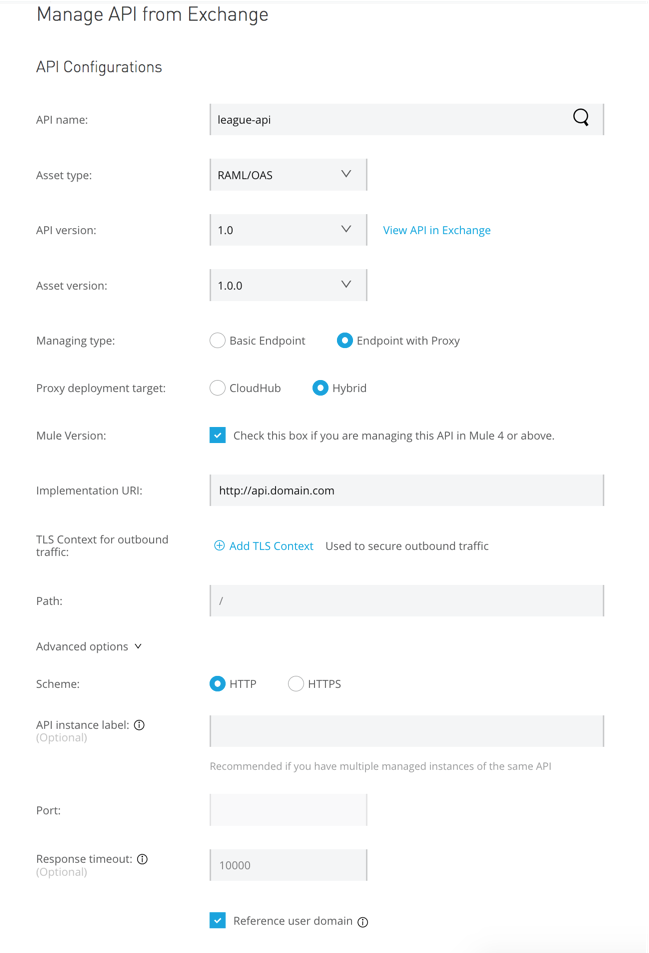 Manage API from Exchange
API Configurations
API name:
league-api
Asset type:
RAML/OAS
API version:
1.0
View API in Exchange
Asset version:
1.0.0
Managing type:
Basic Endpoint
Endpoint with Proxy
Proxy deployment target:
CloudHub
Hybrid
Mule Version:
Check this box if you are managing this API in Mule 4 or above.
Implementation URI:
http://api.domain.com
TLS Context for outbound
traffic:
Add TLS Context
Used to secure outbound traffic
Path:
/
Advanced options
Scheme:
HTTP
HTTPS
API instance label:
(Optional)
Recommended if you have multiple managed instances of the same API
Port:
Response timeout:
(Optional)
10000
Reference user domain